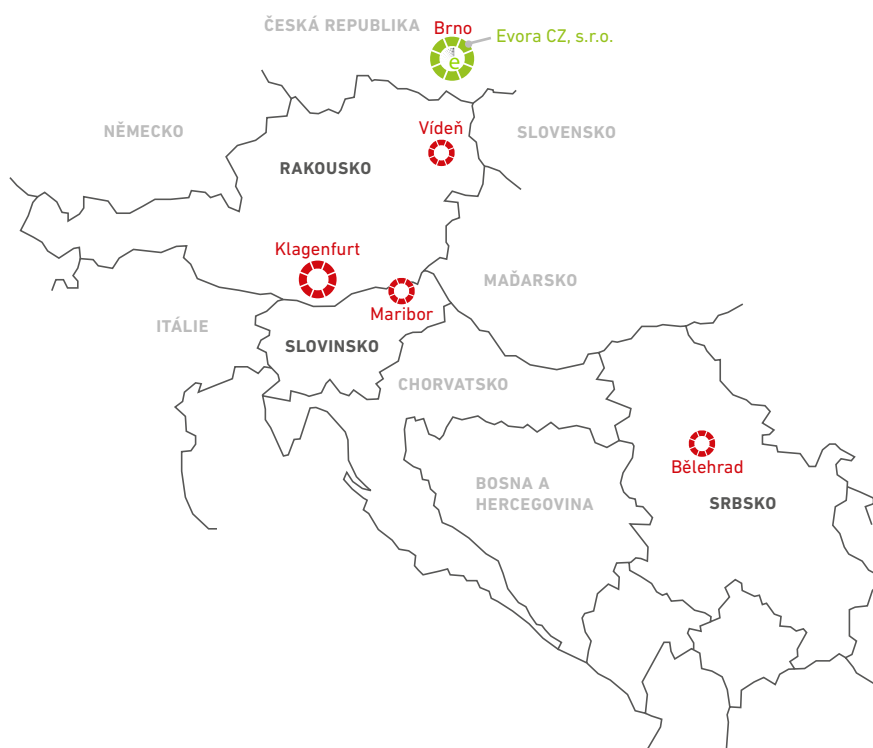 ČESKÁ REPUBLIKA
Brno
Evora CZ, s.r.o.
e
NĚMECKO
Vídeň
SLOVENSKO
RAKOUSKO
Klagenfurt
MAĎARSKO
Maribor
ITÁLIE
SLOVINSKO
CHORVATSKO
Bělehrad
BOSNA A
HERCEGOVINA
SRBSKO